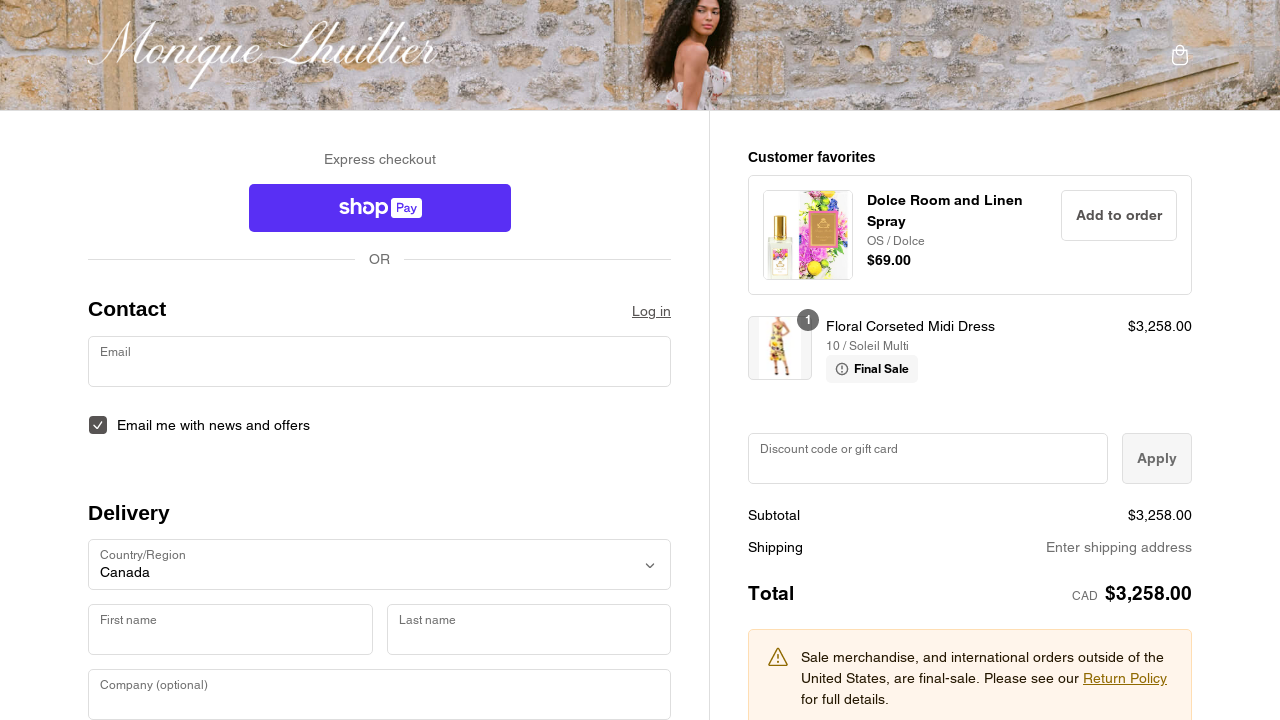 Monique Lhuillier
Express checkout
shop Pay
OR
Contact
Log in
Email
Email me with news and offers
Delivery
Country/Region
Canada
First name
Last name
Company (optional)
Customer favorites
Dolce Room and Linen
Spray
OS / Dolce
$69.00
Add to order
1
Floral Corseted Midi Dress
$3,258.00
10 / Soleil Multi
Final Sale
Discount code or gift card
Apply
Subtotal
$3,258.00
Shipping
Enter shipping address
Total
CAD $3,258.00
Sale merchandise, and international orders outside of the
United States, are final-sale. Please see our Return Policy
for full details.